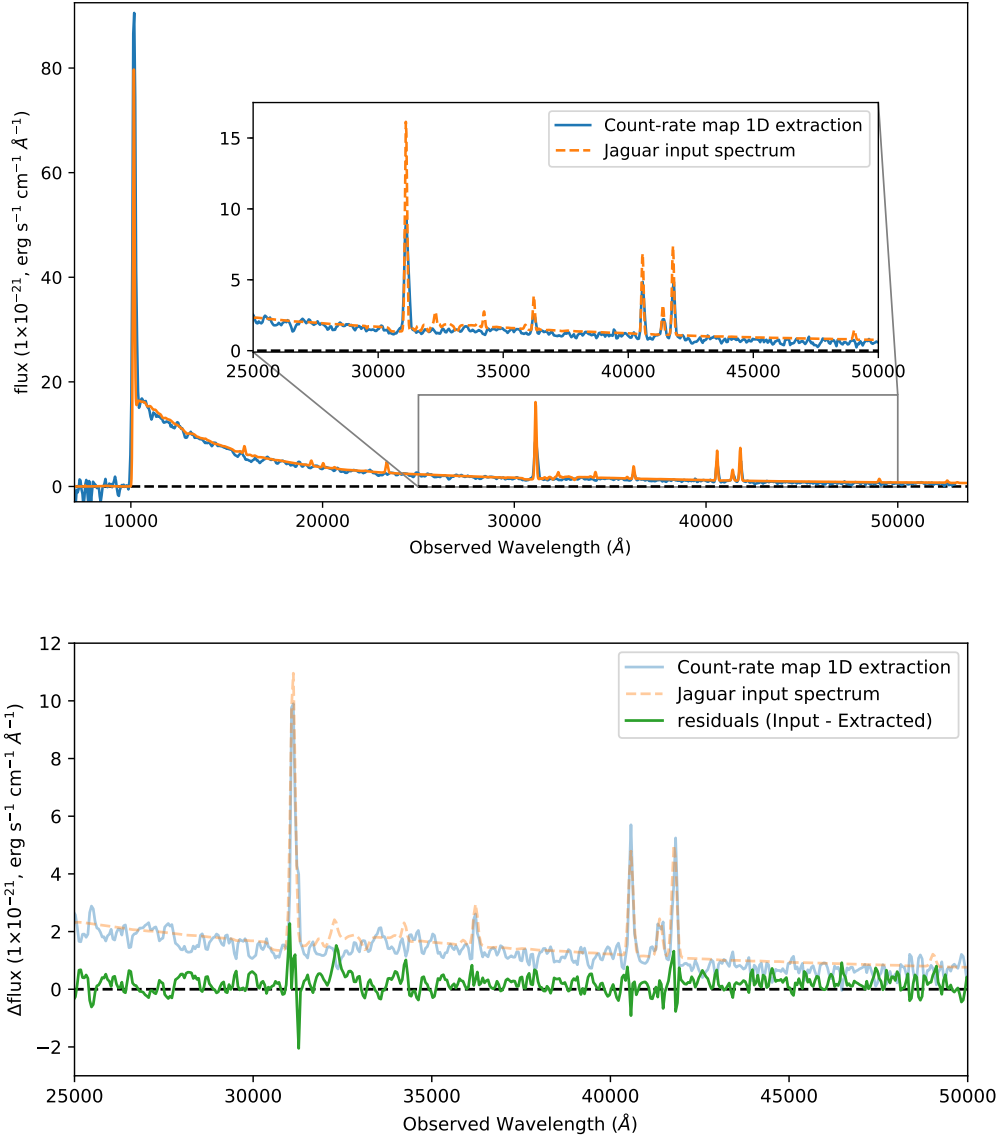 flux (1×10⁻²¹, erg s⁻¹ cm⁻¹ Å⁻¹)
80
60
40
20
0
15
10
5
0
Count-rate map 1D extraction
Jaguar input spectrum
25000 30000 35000 40000 45000 50000
10000 20000 30000 40000 50000
Observed Wavelength (Å)
Δflux (1×10⁻²¹, erg s⁻¹ cm⁻¹ Å⁻¹)
12
10
8
6
4
2
0
−2
Count-rate map 1D extraction
Jaguar input spectrum
residuals (Input - Extracted)
25000 30000 35000 40000 45000 50000
Observed Wavelength (Å)